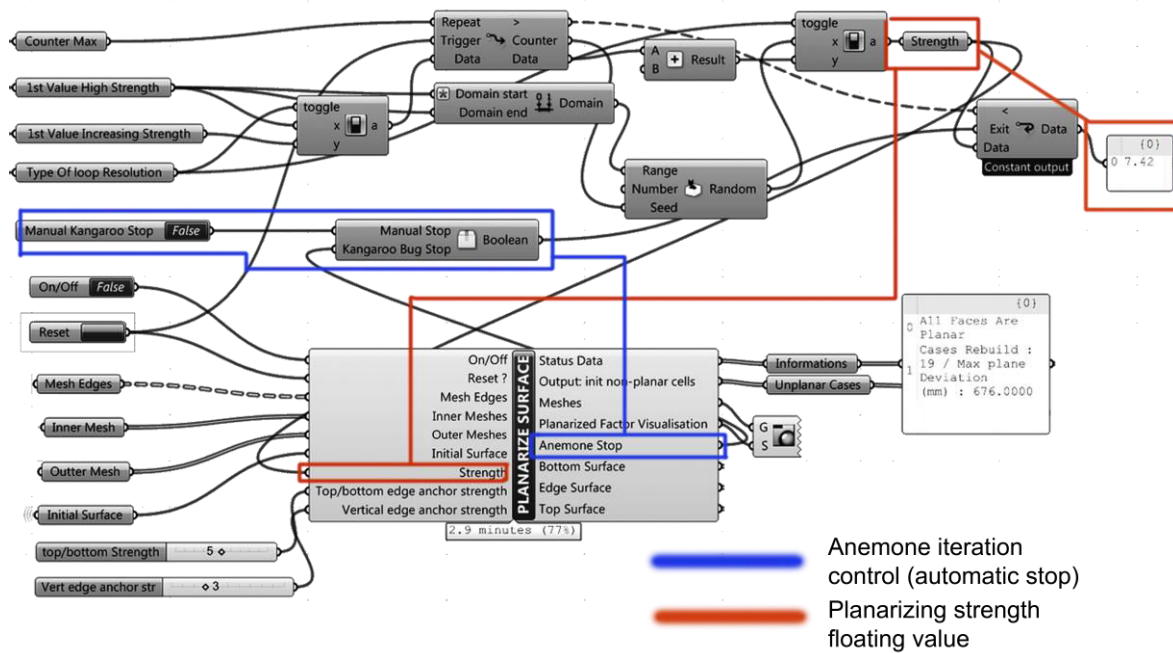 Counter Max
1st Value High Strength
1st Value Increasing Strength
Type Of loop Resolution
toggle
x a
y
Repeat >
Trigger Counter
Data Data
Domain start
Domain end
Domain
A
B
Result
Range
Number Random
Seed
toggle
x a
y
Strength
<
Exit Data
Data
Constant output
{0}
0 7.42
Manual Kangaroo Stop False
Manual Stop
Kangaroo Bug Stop
Boolean
On/Off False
Reset
Mesh Edges
Inner Mesh
Outter Mesh
Initial Surface
top/bottom Strength 5
Vert edge anchor str 3
On/Off
Reset ?
Mesh Edges
Inner Meshes
Outer Meshes
Initial Surface
Strength
Top/bottom edge anchor strength
Vertical edge anchor strength
PLANARIZE SURFACE
Status Data
Output: init non-planar cells
Meshes
Planarized Factor Visualisation
Anemone Stop
Bottom Surface
Edge Surface
Top Surface
2.9 minutes (77%)
Informations
Unplanar Cases
G
S
{0}
0 All Faces Are
Planar
Cases Rebuild :
1 19 / Max plane
Deviation
(mm) : 676.0000
Anemone iteration
control (automatic stop)
Planarizing strength
floating value